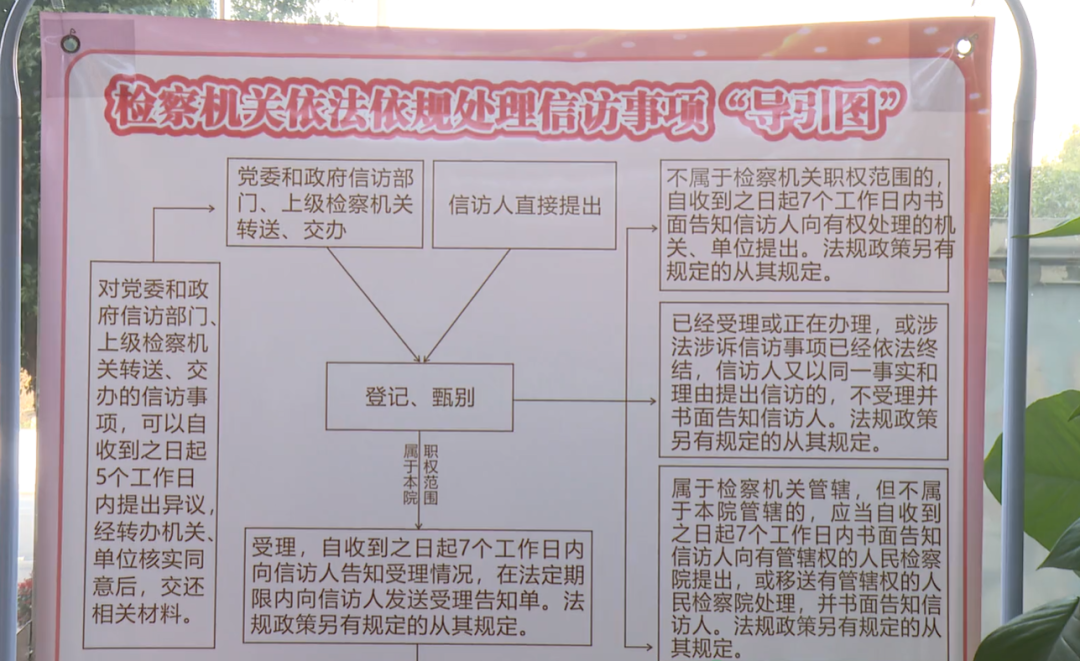 检察机关依法依规处理信访事项“导引图”
党委和政府信访部
门、上级检察机关
转送、交办
信访人直接提出
不属于检察机关职权范围的，
自收到之日起7个工作日内书
面告知信访人向有权处理的机
关、单位提出。法规政策另有
规定的从其规定。
对党委和政
府信访部门、
上级检察机
关转送、交
办的信访事
项，可以自
收到之日起
5个工作日
内提出异议，
经转办机关、
单位核实同
意后，交还
相关材料。
登记、甄别
已经受理或正在办理，或涉
法涉诉信访事项已经依法终
结，信访人又以同一事实和
理由提出信访的，不受理并
书面告知信访人。法规政策
另有规定的从其规定。
属于本院
职权范围
受理，自收到之日起7个工作日内
向信访人告知受理情况，在法定期
限内向信访人发送受理告知单。法
规政策另有规定的从其规定。
属于检察机关管辖，但不属
于本院管辖的，应当自收到
之日起7个工作日内书面告知
信访人向有管辖权的人民检察
院提出，或移送有管辖权的人
民检察院处理，并书面告知信
访人。法规政策另有规定的从
其规定。